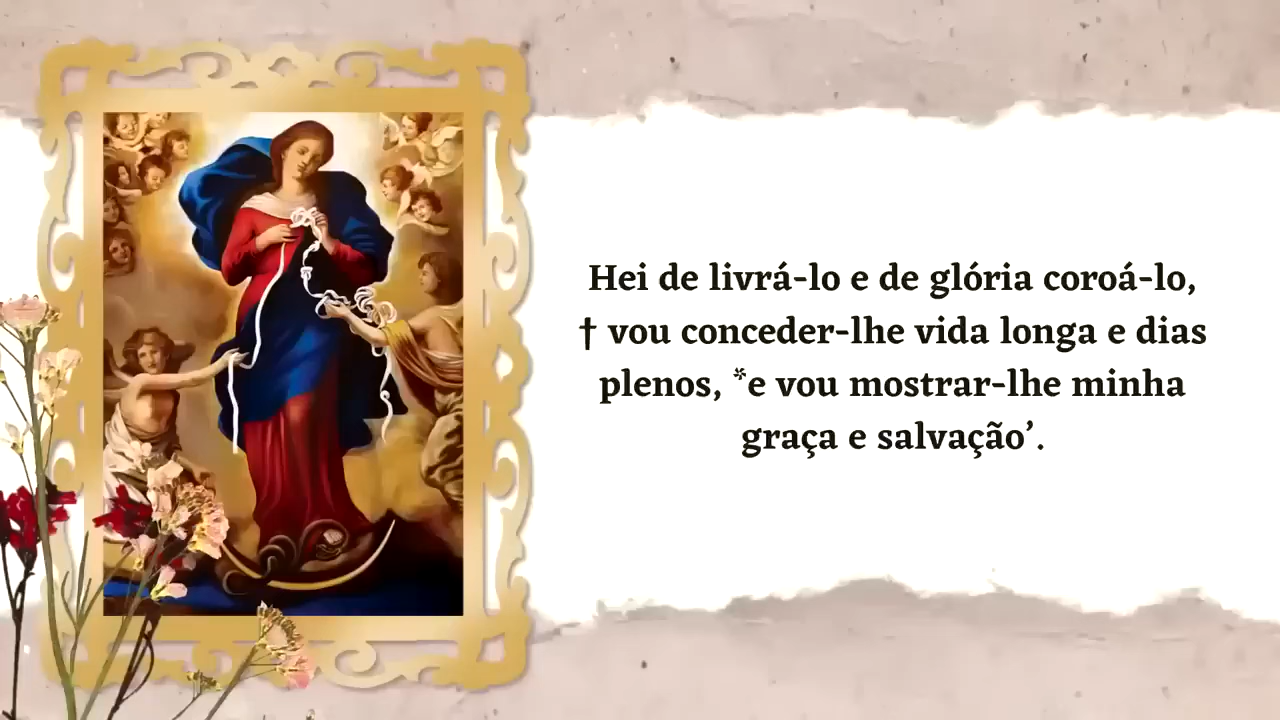 Hei de livrá-lo e de glória coroá-lo,
† vou conceder-lhe vida longa e dias
plenos, *e vou mostrar-lhe minha
graça e salvação’.